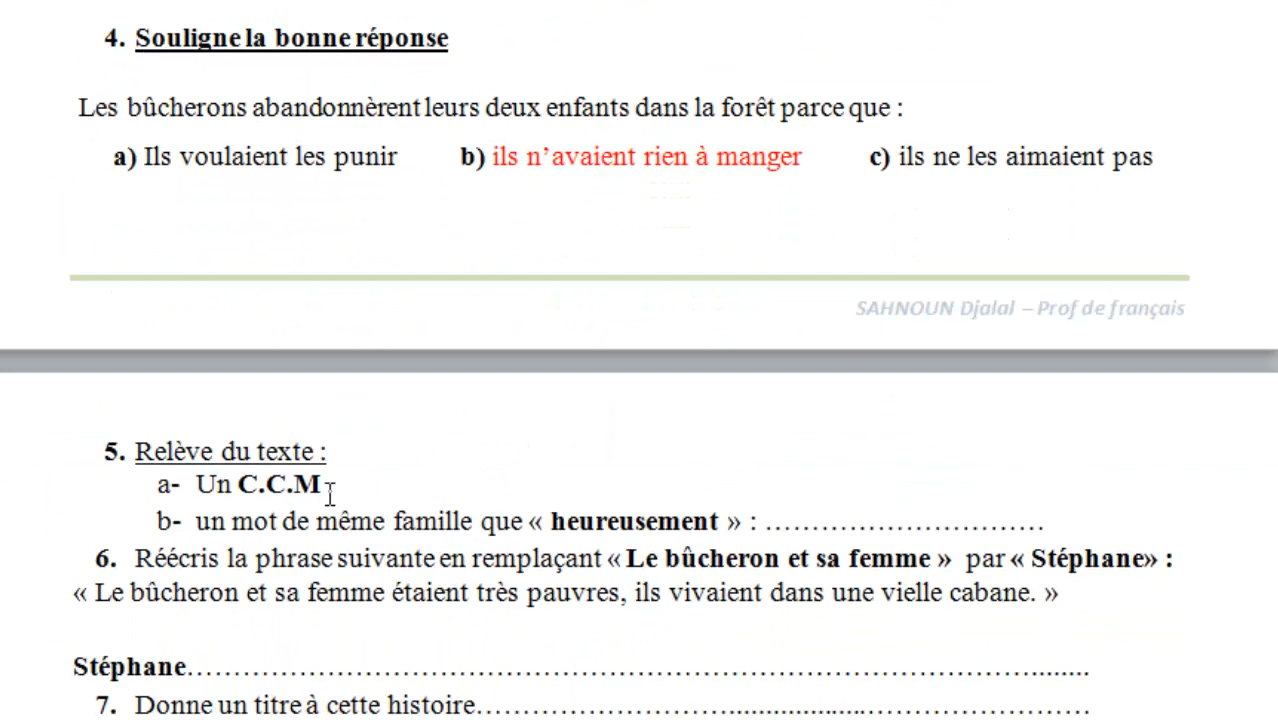 4. Souligne la bonne réponse
Les bûcherons abandonnèrent leurs deux enfants dans la forêt parce que :
a) Ils voulaient les punir b) ils n’avaient rien à manger c) ils ne les aimaient pas
SAHNOUN Djalal – Prof de français
5. Relève du texte :
a- Un C.C.M
b- un mot de même famille que « heureusement » : ..............................
6. Réécris la phrase suivante en remplaçant « Le bûcheron et sa femme » par « Stéphane» :
« Le bûcheron et sa femme étaient très pauvres, ils vivaient dans une vielle cabane. »
Stéphane....................................................................................................
7. Donne un titre à cette histoire....................................................................